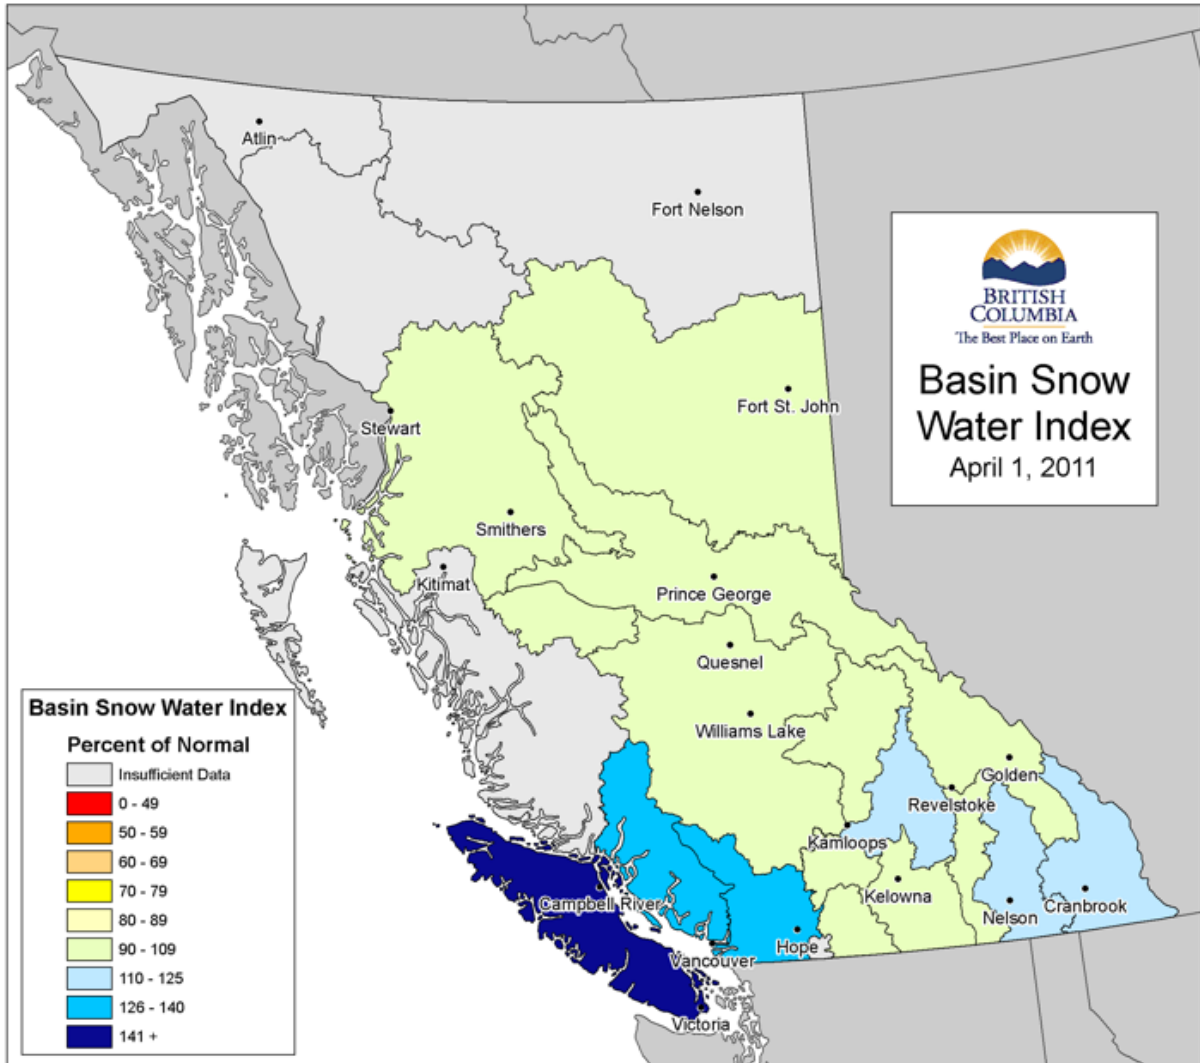 Atlin
Fort Nelson
BRITISH
COLUMBIA
The Best Place on Earth
Basin Snow
Water Index
April 1, 2011
Fort St. John
Stewart
Smithers
Kitimat
Prince George
Quesnel
Williams Lake
Golden
Revelstoke
Kamloops
Kelowna
Nelson
Cranbrook
Campbell River
Hope
Vancouver
Victoria
Basin Snow Water Index
Percent of Normal
Insufficient Data
0 - 49
50 - 59
60 - 69
70 - 79
80 - 89
90 - 109
110 - 125
126 - 140
141 +